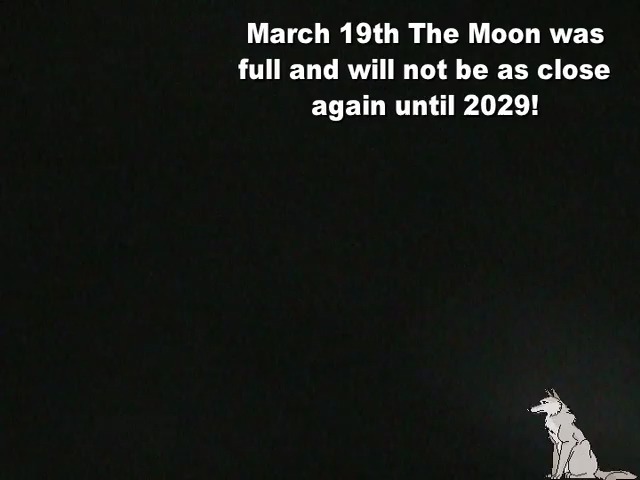 March 19th The Moon was
full and will not be as close
again until 2029!